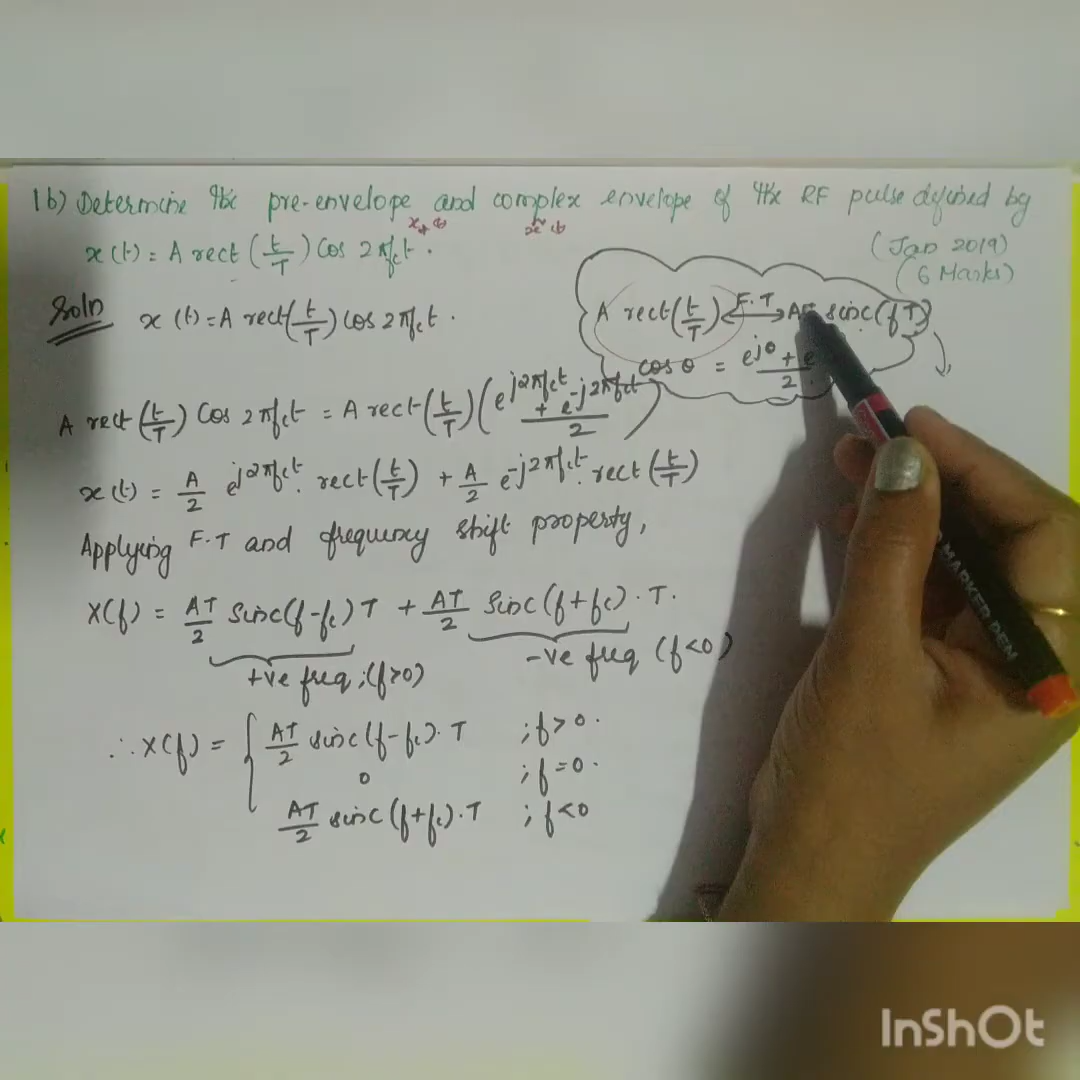 1b) Determine the pre-envelope and complex envelope of the RF pulse defined by
x₊(t) x̃(t)
x(t) = A rect(t/T) Cos 2πfct.
(Jan 2019)
(6 Marks)
Soln
x(t) = A rect(t/T) cos 2πfct.
A rect(t/T) F.T ⟷ AT sinc(fT)
cos θ = (e^jθ + e
2
A rect(t/T) Cos 2πfct = A rect(t/T) ((e^j2πfct + e^-j2πfct)/2)
x(t) = A/2 e^j2πfct. rect(t/T) + A/2 e^-j2πfct. rect(t/T)
Applying F.T and frequency shift property,
X(f) = AT/2 Sinc(f-fc)T + AT/2 Sinc(f+fc).T.
+ve freq ;(f>0) -ve freq (f<0)
∴ X(f) = { AT/2 sinc(f-fc).T ;f>0.
0 ;f=0.
AT/2 sinc(f+fc).T ;f<0
MARKER PEN
InShOt